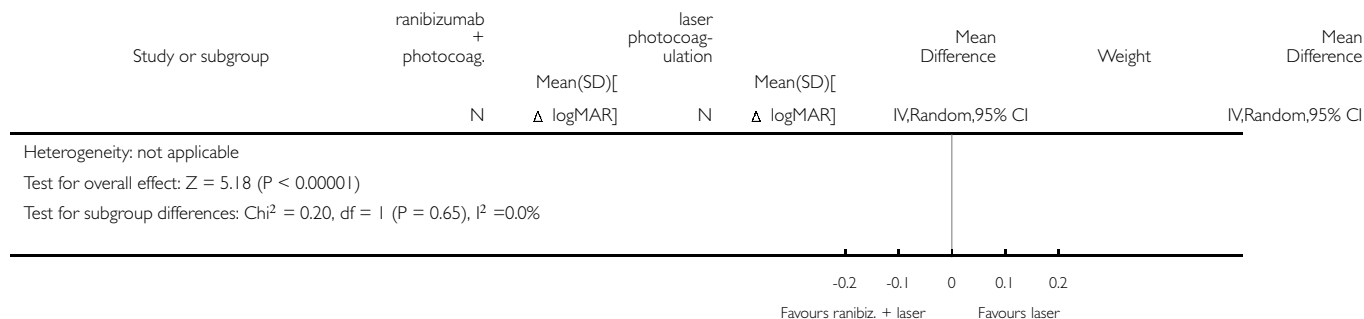 Study or subgroup
ranibizumab
+
photocoag.
laser
photocoag-
ulation
Mean
Difference
Weight
Mean
Difference
Mean(SD)[
Mean(SD)[
N
Δ logMAR]
N
Δ logMAR]
IV,Random,95% CI
IV,Random,95% CI
Heterogeneity: not applicable
Test for overall effect: Z = 5.18 (P < 0.00001)
Test for subgroup differences: Chi² = 0.20, df = 1 (P = 0.65), I² =0.0%
-0.2 -0.1 0 0.1 0.2
Favours ranibiz. + laser Favours laser